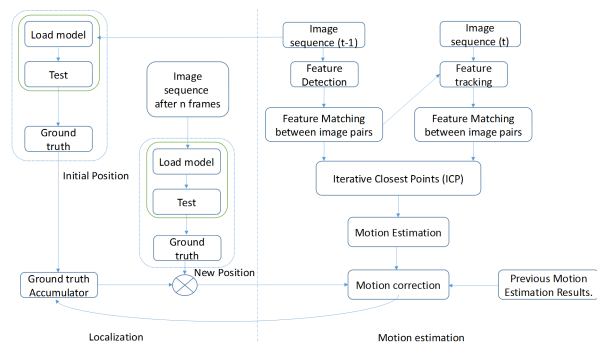 Load model
Test
Ground
truth
Initial Position
Image
sequence
after n frames
Load model
Test
Ground
truth
New Position
Ground truth
Accumulator
Localization
Image
sequence (t-1)
Image
sequence (t)
Feature
Detection
Feature
tracking
Feature Matching
between image pairs
Feature Matching
between image pairs
Iterative Closest Points (ICP)
Motion Estimation
Motion correction
Previous Motion
Estimation Results.
Motion estimation